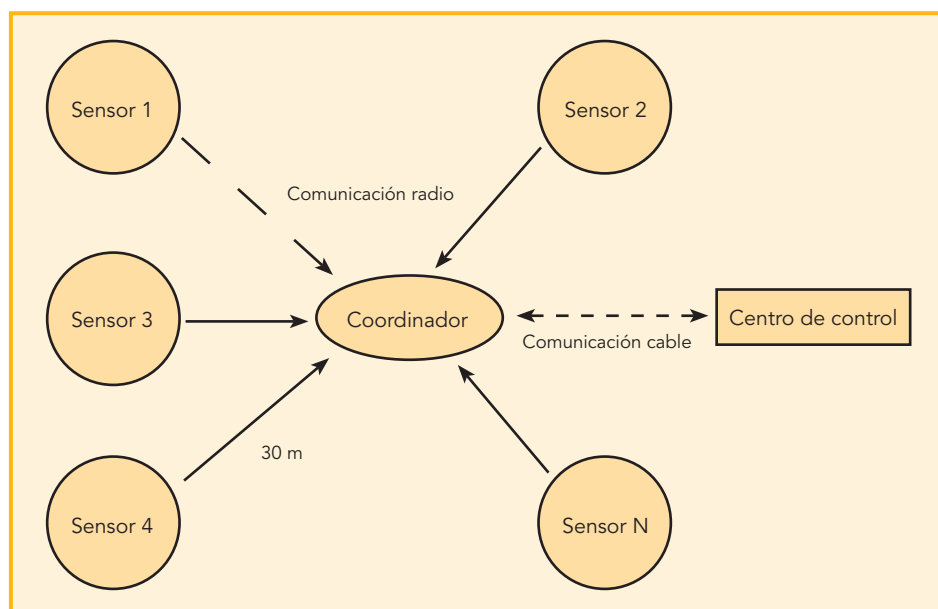 Sensor 1
Sensor 2
Comunicación radio
Sensor 3
Coordinador
Centro de control
Comunicación cable
30 m
Sensor 4
Sensor N